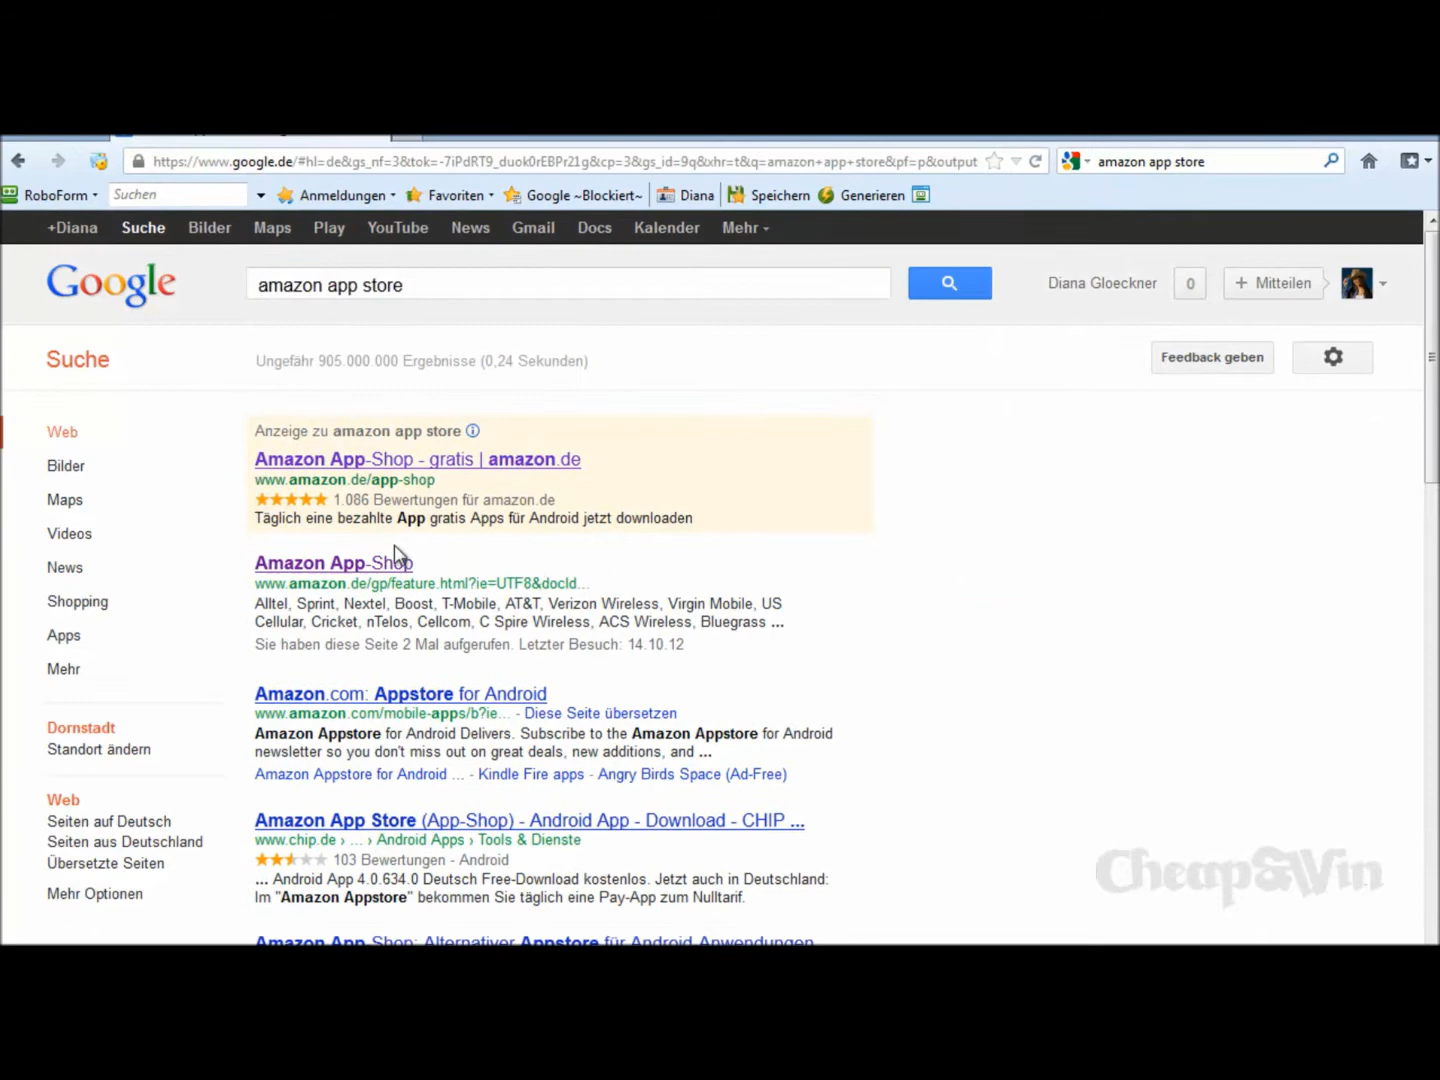 https://www.google.de/#hl=de&gs_nf=3&tok=-7iPdRT9_duok0rEBPr21g&cp=3&gs_id=9q&xhr=t&q=amazon+app+store&pf=p&output
amazon app store
RoboForm
Suchen
Anmeldungen
Favoriten
Google ~Blockiert~
Diana
Speichern
Generieren
+Diana Suche Bilder Maps Play YouTube News Gmail Docs Kalender Mehr
Google
amazon app store
Diana Gloeckner
0
+ Mitteilen
Suche
Ungefähr 905.000.000 Ergebnisse (0,24 Sekunden)
Feedback geben
Web
Bilder
Maps
Videos
News
Shopping
Apps
Mehr
Dornstadt
Standort ändern
Web
Seiten auf Deutsch
Seiten aus Deutschland
Übersetzte Seiten
Mehr Optionen
Anzeige zu amazon app store
Amazon App-Shop - gratis | amazon.de
www.amazon.de/app-shop
1.086 Bewertungen für amazon.de
Täglich eine bezahlte App gratis Apps für Android jetzt downloaden
Amazon App-Shop
www.amazon.de/gp/feature.html?ie=UTF8&docId...
Alltel, Sprint, Nextel, Boost, T-Mobile, AT&T, Verizon Wireless, Virgin Mobile, US
Cellular, Cricket, nTelos, Cellcom, C Spire Wireless, ACS Wireless, Bluegrass ...
Sie haben diese Seite 2 Mal aufgerufen. Letzter Besuch: 14.10.12
Amazon.com: Appstore for Android
www.amazon.com/mobile-apps/b?ie... - Diese Seite übersetzen
Amazon Appstore for Android Delivers. Subscribe to the Amazon Appstore for Android
newsletter so you don't miss out on great deals, new additions, and ...
Amazon Appstore for Android ... - Kindle Fire apps - Angry Birds Space (Ad-Free)
Amazon App Store (App-Shop) - Android App - Download - CHIP ...
www.chip.de › ... › Android Apps › Tools & Dienste
103 Bewertungen - Android
... Android App 4.0.634.0 Deutsch Free-Download kostenlos. Jetzt auch in Deutschland:
Im "Amazon Appstore" bekommen Sie täglich eine Pay-App zum Nulltarif.
Amazon App Shop: Alternativer Appstore für Android Anwendungen
Cheap&Win